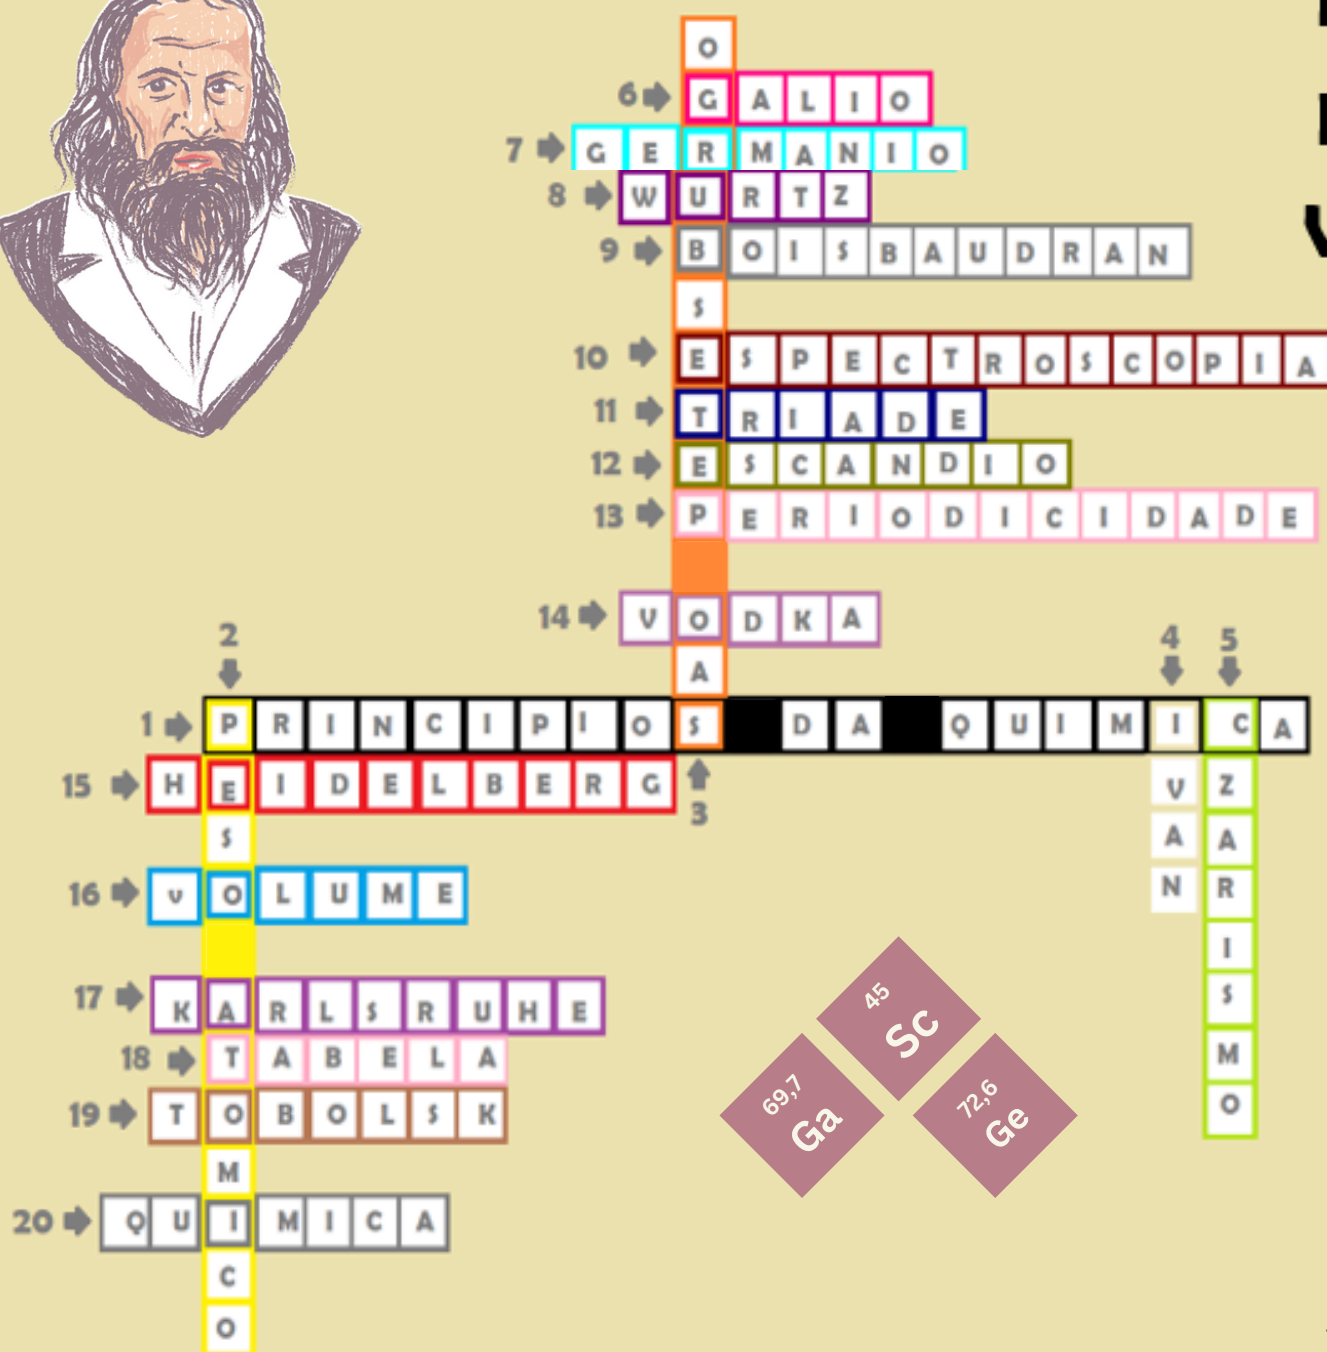 O
6 GALIO
7 GERMANIO
8 WURTZ
9 BOISBAUDRAN
S
10 ESPECTROSCOPIA
11 TRIADE
12 ESCANDIO
13 PERIODICIDADE
14 VODKA
A
2 4 5
1 PRINCIPIOS DA QUIMICA
15 HEIDELBERG
3
V Z
S
A A
16 vOLUME
N R
I
17 KARLSRUHE
S
18 TABELA
M
19 TOBOLSK
O
M
20 QUIMICA
C
O
45
Sc
69,7
Ga
72,6
Ge